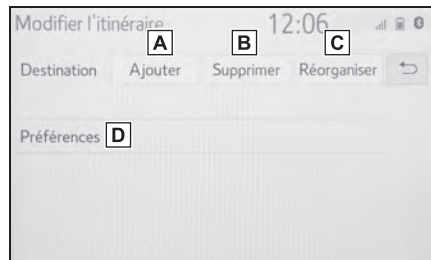 Modifier l'itinéraire 12:06
A B C
Destination Ajouter Supprimer Réorganiser
Préférences D